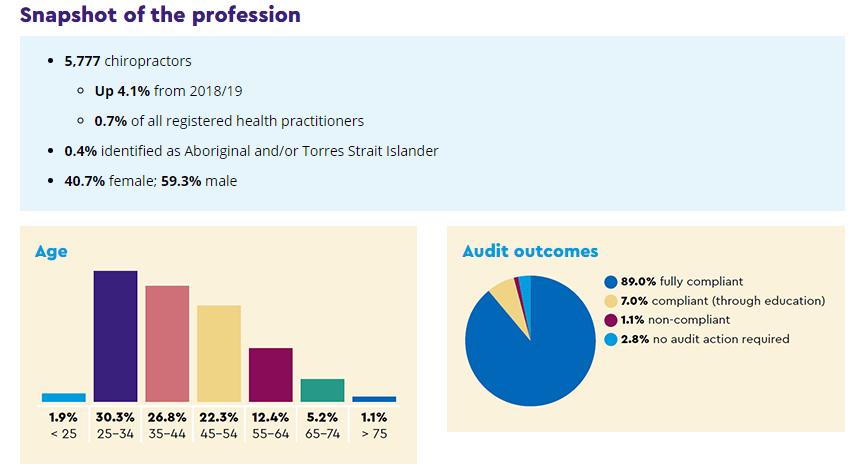 Snapshot of the profession
5,777 chiropractors
Up 4.1% from 2018/19
0.7% of all registered health practitioners
0.4% identified as Aboriginal and/or Torres Strait Islander
40.7% female; 59.3% male
Age
1.9% 30.3% 26.8% 22.3% 12.4% 5.2% 1.1%
< 25 25–34 35–44 45–54 55–64 65–74 > 75
Audit outcomes
89.0% fully compliant
7.0% compliant (through education)
1.1% non-compliant
2.8% no audit action required